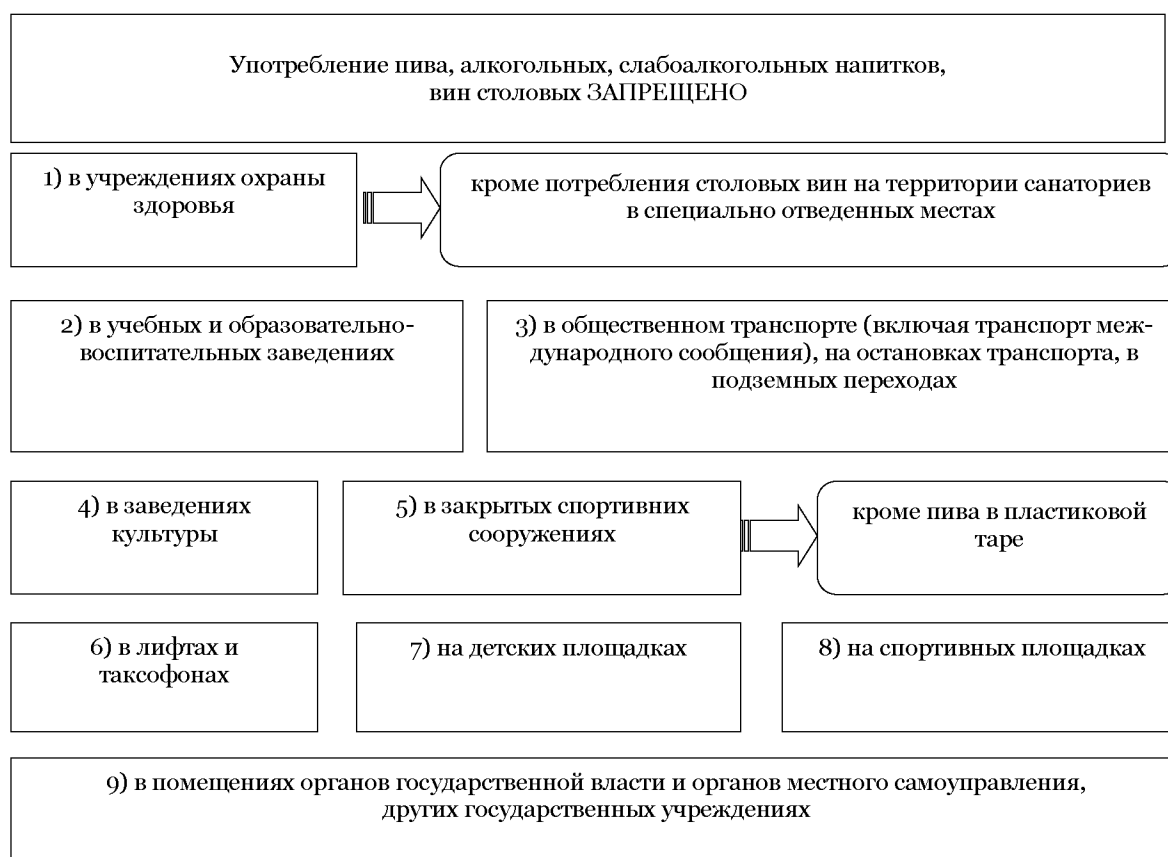 Употребление пива, алкогольных, слабоалкогольных напитков,
вин столовых ЗАПРЕЩЕНО
1) в учреждениях охраны
здоровья
кроме потребления столовых вин на территории санаториев
в специально отведенных местах
2) в учебных и образовательно-
воспитательных заведениях
3) в общественном транспорте (включая транспорт меж-
дународного сообщения), на остановках транспорта, в
подземных переходах
4) в заведениях
культуры
5) в закрытых спортивних
сооружениях
кроме пива в пластиковой
таре
6) в лифтах и
таксофонах
7) на детских площадках
8) на спортивных площадках
9) в помещениях органов государственной власти и органов местного самоуправления,
других государственных учреждениях